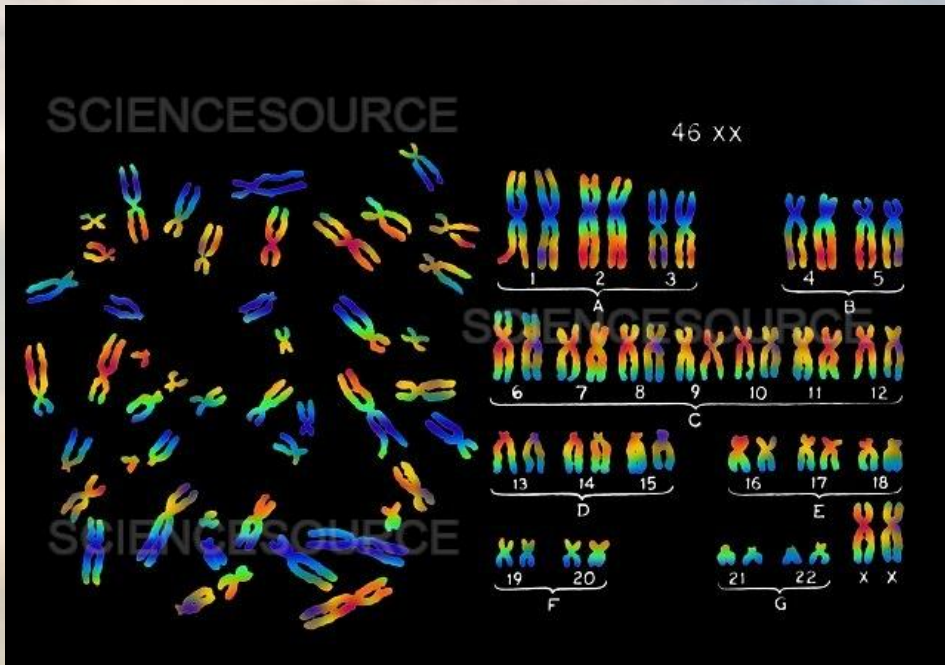 SCIENCESOURCE
46 XX
1 2 3
A
4 5
B
SCIENCESOURCE
6 7 8 9 10 11 12
C
13 14 15
D
16 17 18
E
SCIENCESOURCE
19 20
F
21 22
G
X X